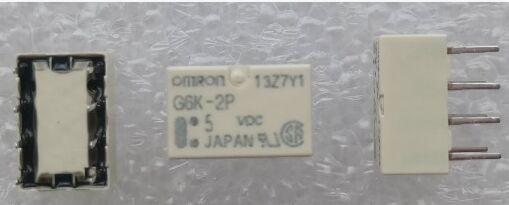 omron 13Z7Y1
G6K-2P
5 VDC
JAPAN